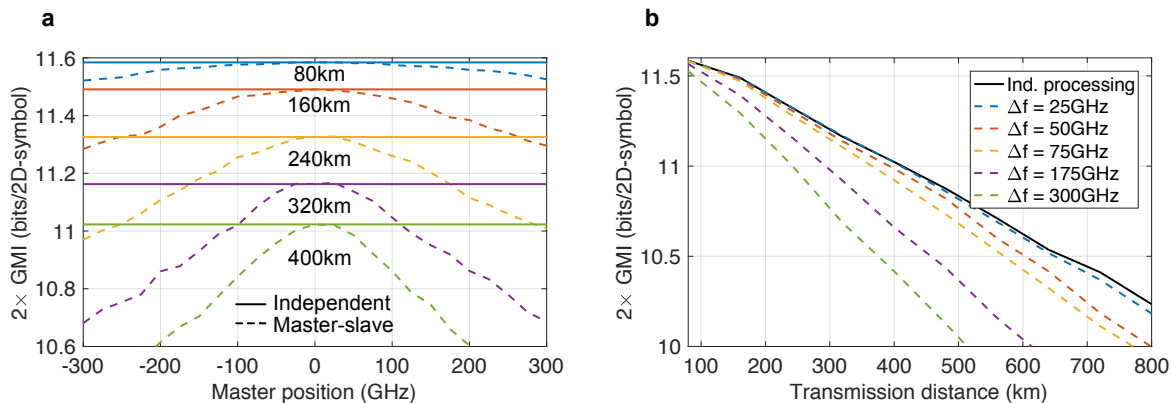 a
2× GMI (bits/2D-symbol)
11.6
11.4
11.2
11
10.8
10.6
80km
160km
240km
320km
400km
Independent
Master-slave
-300 -200 -100 0 100 200 300
Master position (GHz)
b
2× GMI (bits/2D-symbol)
11.5
11
10.5
10
Ind. processing
Δf = 25GHz
Δf = 50GHz
Δf = 75GHz
Δf = 175GHz
Δf = 300GHz
100 200 300 400 500 600 700 800
Transmission distance (km)